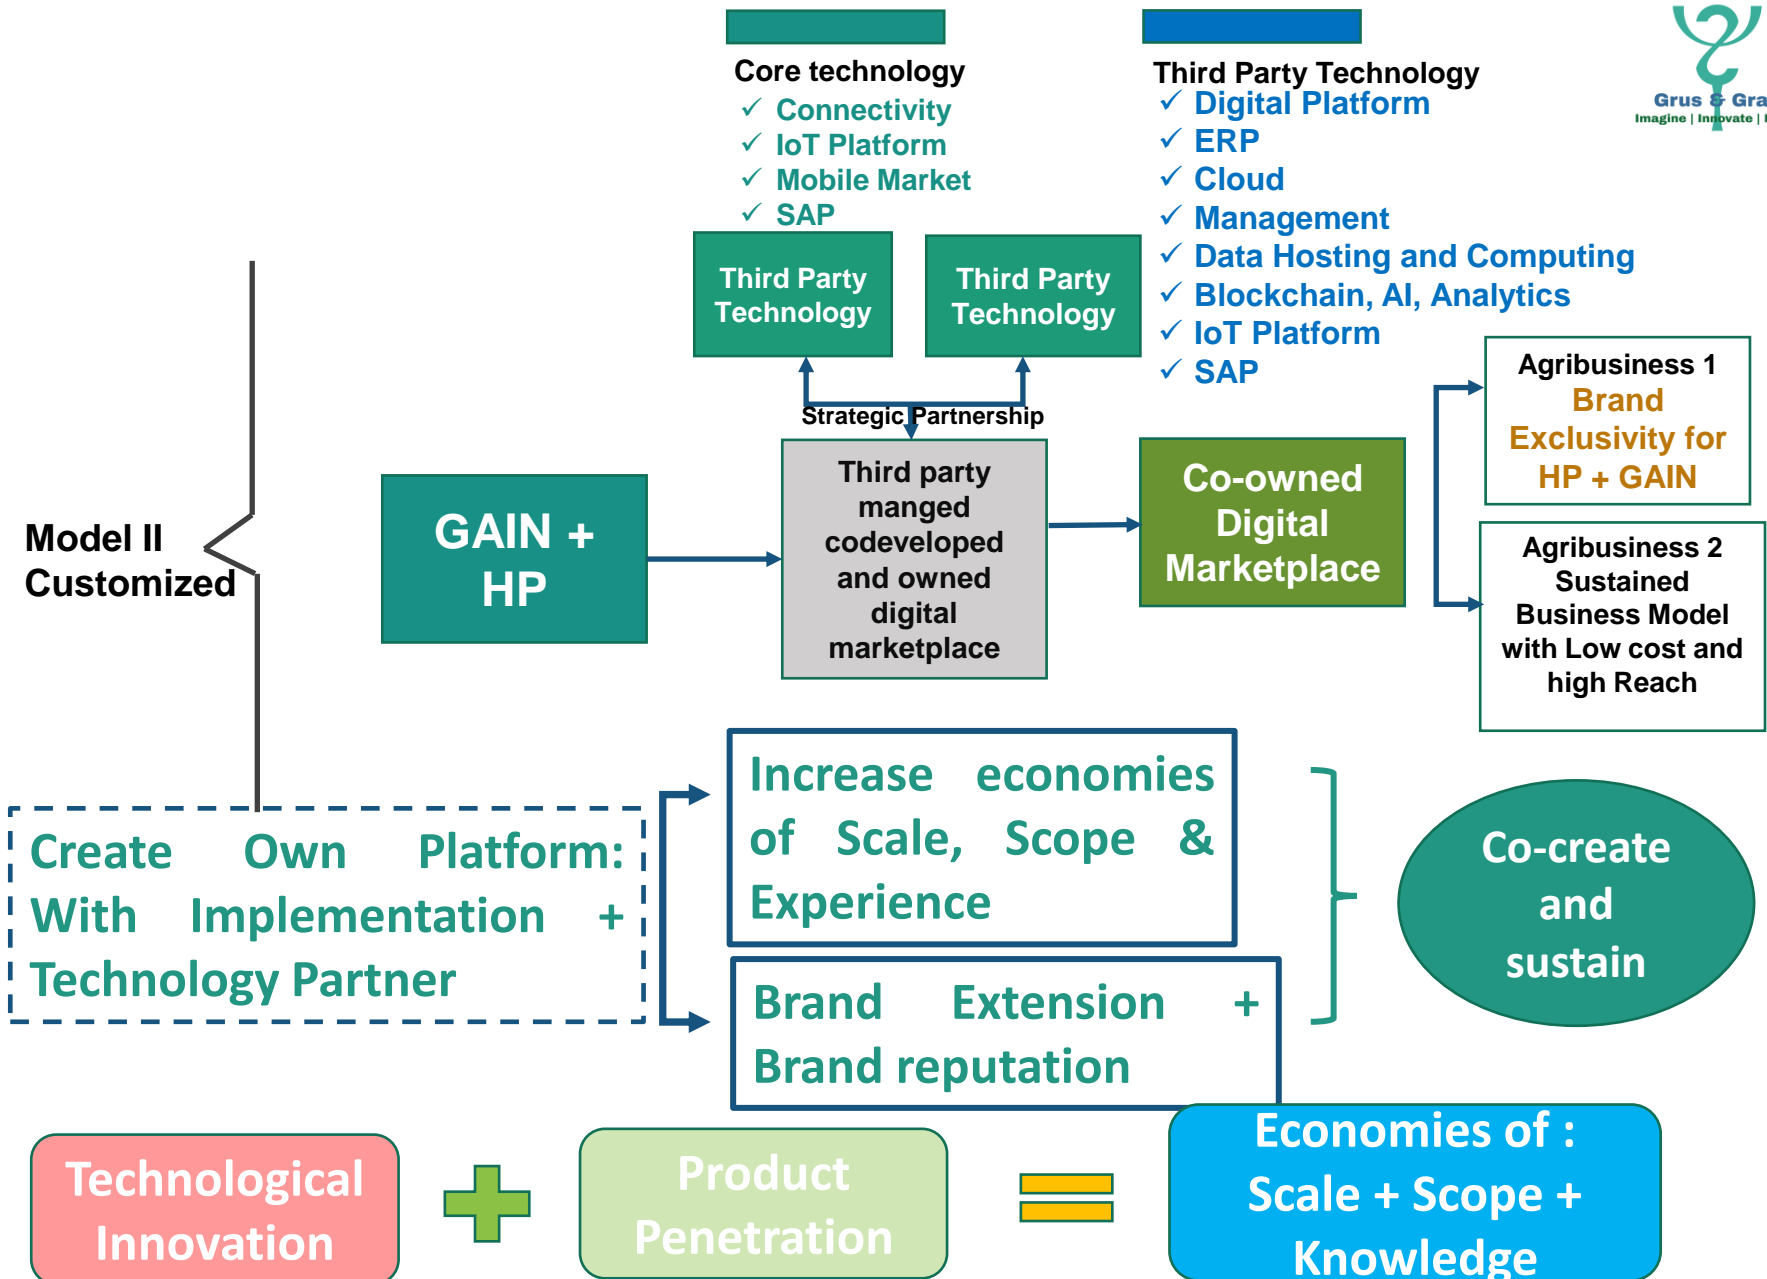 Core technology
✓ Connectivity
✓ IoT Platform
✓ Mobile Market
✓ SAP
Third Party Technology
✓ Digital Platform
✓ ERP
✓ Cloud
✓ Management
✓ Data Hosting and Computing
✓ Blockchain, AI, Analytics
✓ IoT Platform
✓ SAP
Grus & Gra
Imagine | Innovate |
Third Party
Technology
Third Party
Technology
Strategic Partnership
Model II
Customized
GAIN +
HP
Third party
manged
codeveloped
and owned
digital
marketplace
Co-owned
Digital
Marketplace
Agribusiness 1
Brand
Exclusivity for
HP + GAIN
Agribusiness 2
Sustained
Business Model
with Low cost and
high Reach
Create Own Platform:
With Implementation +
Technology Partner
Increase economies
of Scale, Scope &
Experience
Brand Extension +
Brand reputation
Co-create
and
sustain
Technological
Innovation
Product
Penetration
Economies of :
Scale + Scope +
Knowledge